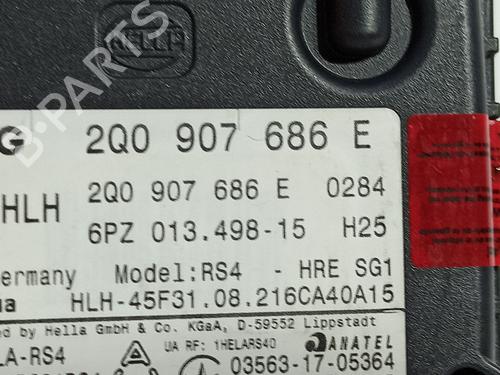 B-PARTS
HELLA
G 2Q0 907 686 E
HLH 2Q0 907 686 E 0284
6PZ 013.498-15 H25
Germany Model:RS4 - HRE SG1
HLH-45F31.08.216CA40A15
ed by Hella GmbH & Co. KGaA, D-59552 Lippstadt
LA-RS4 UA RF: 1HELARS40 ANATEL
03563-17-05364